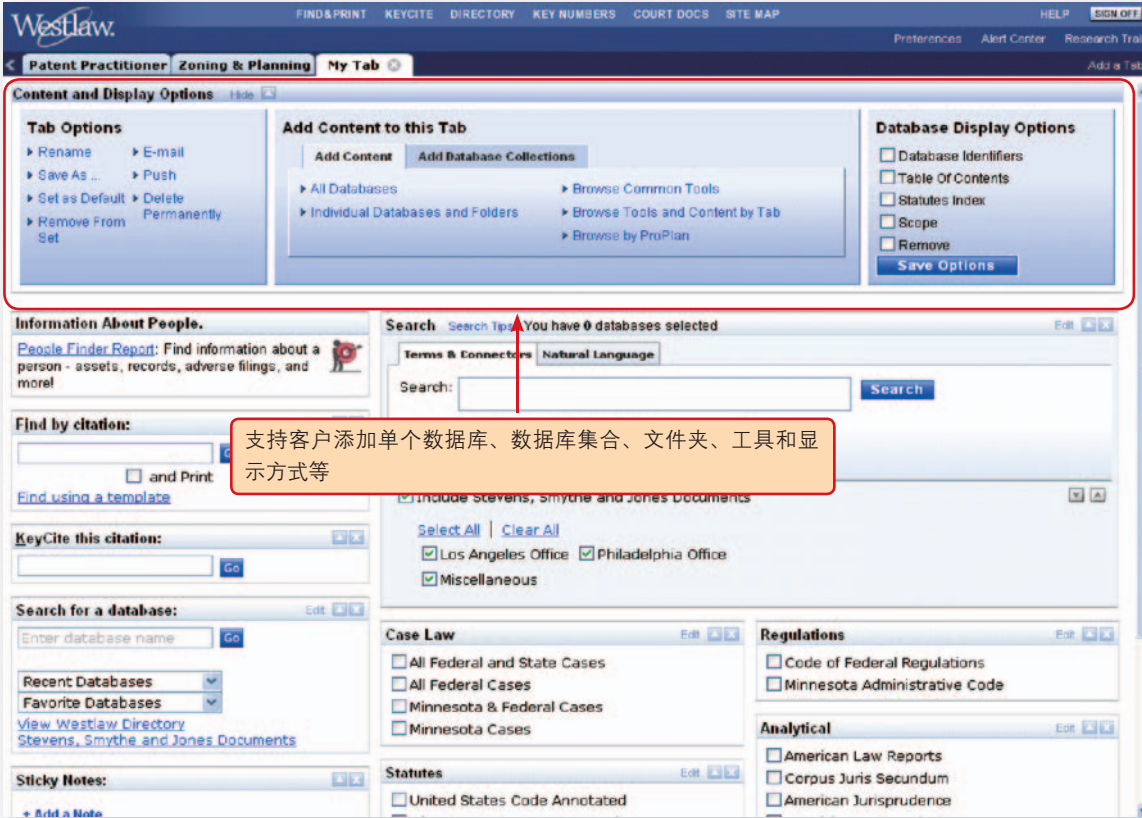 Westlaw.
FIND&PRINT KEYCITE DIRECTORY KEY NUMBERS COURT DOCS SITE MAP
HELP SIGN OFF
Preferences Alert Center Research Trai
Patent Practitioner Zoning & Planning My Tab
Add a Tab
Content and Display Options Hide
Tab Options
Rename E-mail
Save As ... Push
Set as Default Delete Permanently
Remove From Set
Add Content to this Tab
Add Content Add Database Collections
All Databases Browse Common Tools
Individual Databases and Folders Browse Tools and Content by Tab
Browse by ProPlan
Database Display Options
Database Identifiers
Table Of Contents
Statutes Index
Scope
Remove
Save Options
Information About People.
People Finder Report: Find information about a
person - assets, records, adverse filings, and
more!
Find by citation:
and Print
Find using a template
KeyCite this citation:
Go
Search for a database: Edit
Enter database name Go
Recent Databases
Favorite Databases
View Westlaw Directory
Stevens, Smythe and Jones Documents
Sticky Notes:
+ Add a Note
Search Search Tips You have 0 databases selected Edit
Terms & Connectors Natural Language
Search: Search
支持客户添加单个数据库、数据库集合、文件夹、工具和显
示方式等
Include Stevens, Smythe and Jones Documents
Select All | Clear All
Los Angeles Office Philadelphia Office
Miscellaneous
Case Law Edit
All Federal and State Cases
All Federal Cases
Minnesota & Federal Cases
Minnesota Cases
Statutes Edit
United States Code Annotated
Regulations Edit
Code of Federal Regulations
Minnesota Administrative Code
Analytical Edit
American Law Reports
Corpus Juris Secundum
American Jurisprudence